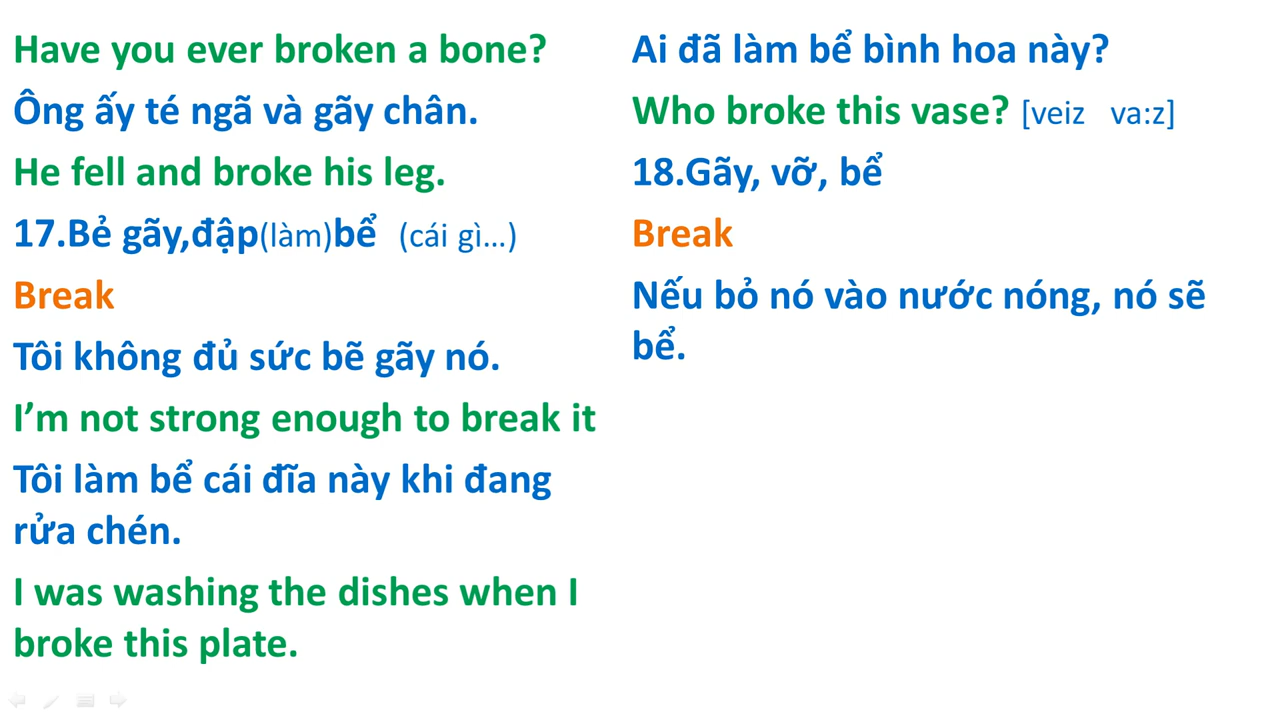 Have you ever broken a bone?
Ông ấy té ngã và gãy chân.
He fell and broke his leg.
17.Bẻ gãy,đập(làm)bể (cái gì...)
Break
Tôi không đủ sức bẽ gãy nó.
I’m not strong enough to break it
Tôi làm bể cái đĩa này khi đang
rửa chén.
I was washing the dishes when I
broke this plate.
Ai đã làm bể bình hoa này?
Who broke this vase? [veiz va:z]
18.Gãy, vỡ, bể
Break
Nếu bỏ nó vào nước nóng, nó sẽ
bể.